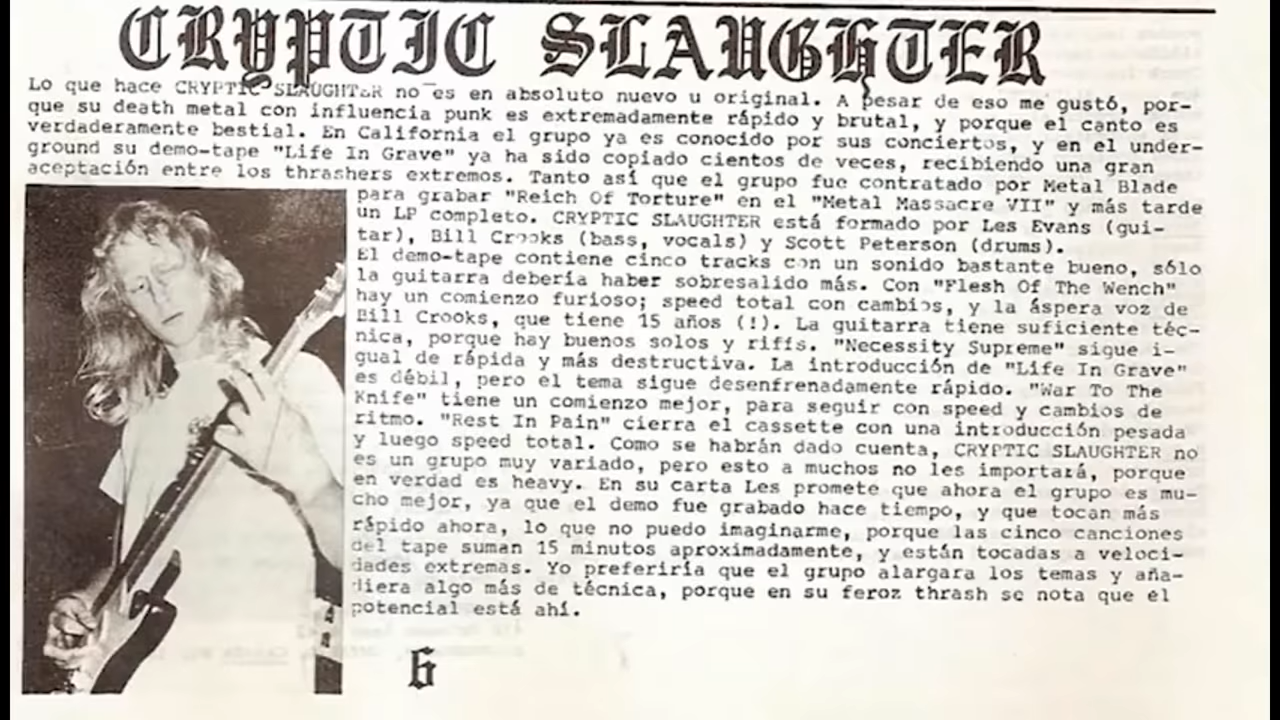 CRYPTIC SLAUGHTER
Lo que hace CRYPTIC SLAUGHTER no es en absoluto nuevo u original. A pesar de eso me gustó, por-
que su death metal con influencia punk es extremadamente rápido y brutal, y porque el canto es
verdaderamente bestial. En California el grupo ya es conocido por sus conciertos, y en el under-
ground su demo-tape "Life In Grave" ya ha sido copiado cientos de veces, recibiendo una gran
aceptación entre los thrashers extremos. Tanto así que el grupo fue contratado por Metal Blade
para grabar "Reich Of Torture" en el "Metal Massacre VII" y más tarde
un LP completo. CRYPTIC SLAUGHTER está formado por Les Evans (gui-
tar), Bill Crooks (bass, vocals) y Scott Peterson (drums).
El demo-tape contiene cinco tracks con un sonido bastante bueno, sólo
la guitarra debería haber sobresalido más. Con "Flesh Of The Wench"
hay un comienzo furioso; speed total con cambios, y la áspera voz de
Bill Crooks, que tiene 15 años (!). La guitarra tiene suficiente téc-
nica, porque hay buenos solos y riffs. "Necessity Supreme" sigue i-
gual de rápida y más destructiva. La introducción de "Life In Grave"
es débil, pero el tema sigue desenfrenadamente rápido. "War To The
Knife" tiene un comienzo mejor, para seguir con speed y cambios de
ritmo. "Rest In Pain" cierra el cassette con una introducción pesada
y luego speed total. Como se habrán dado cuenta, CRYPTIC SLAUGHTER no
es un grupo muy variado, pero esto a muchos no les importará, porque
en verdad es heavy. En su carta Les promete que ahora el grupo es mu-
cho mejor, ya que el demo fue grabado hace tiempo, y que tocan más
rápido ahora, lo que no puedo imaginarme, porque las cinco canciones
del tape suman 15 minutos aproximadamente, y están tocadas a veloci-
dades extremas. Yo preferiría que el grupo alargara los temas y aña-
diera algo más de técnica, porque en su feroz thrash se nota que el
potencial está ahí.
6